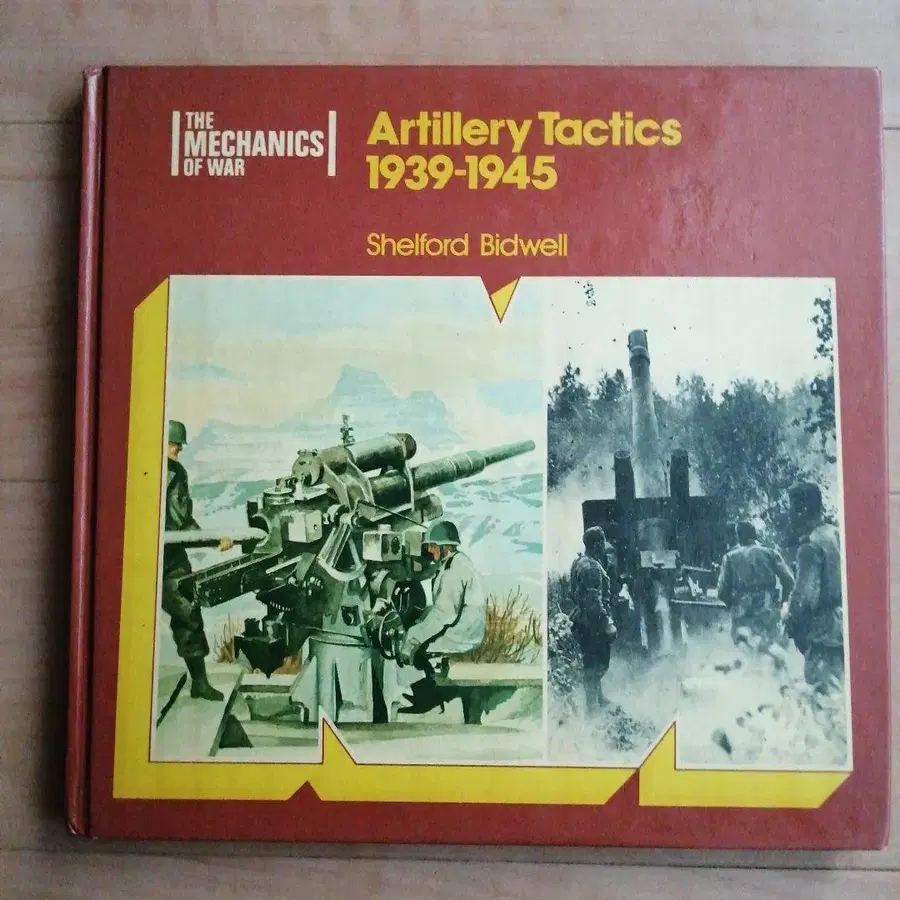 THE
MECHANICS
OF WAR
Artillery Tactics
1939-1945
Shelford Bidwell